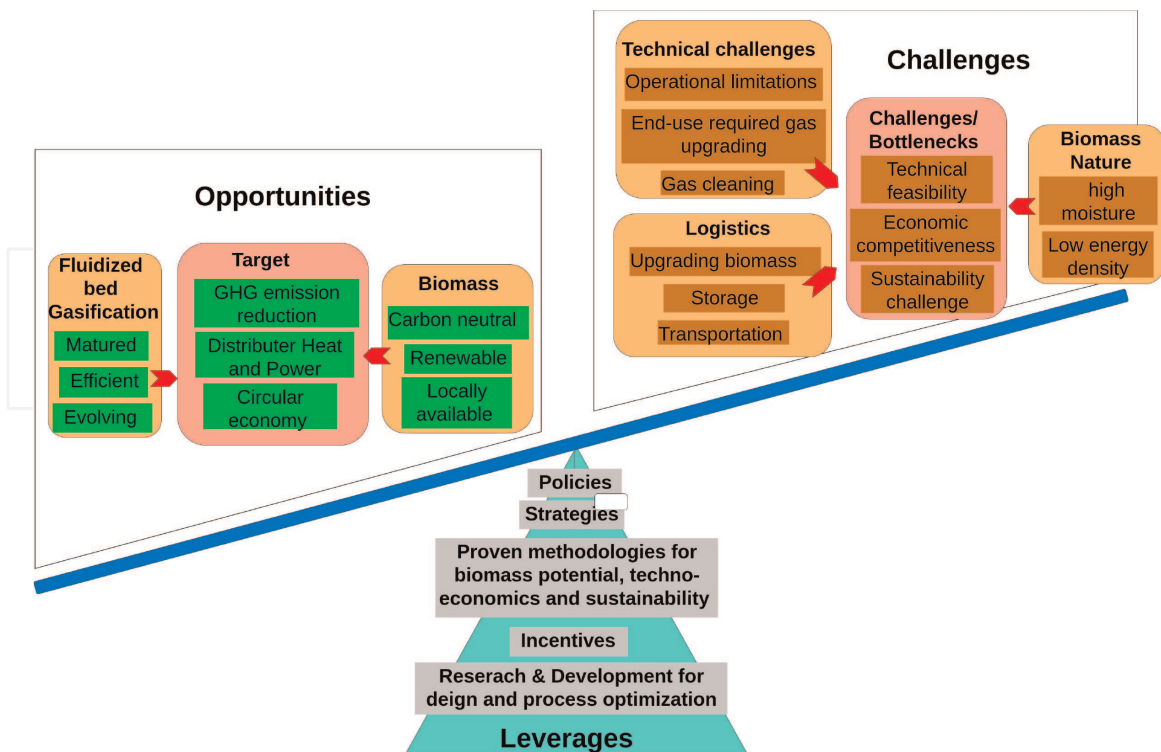 Opportunities
Fluidized
bed
Gasification
Matured
Efficient
Evolving
Target
GHG emission
reduction
Distributer Heat
and Power
Circular
economy
Biomass
Carbon neutral
Renewable
Locally
available
Challenges
Technical challenges
Operational limitations
End-use required gas
upgrading
Gas cleaning
Logistics
Upgrading biomass
Storage
Transportation
Challenges/
Bottlenecks
Technical
feasibility
Economic
competitiveness
Sustainability
challenge
Biomass
Nature
high
moisture
Low energy
density
Policies
Strategies
Proven methodologies for
biomass potential, techno-
economics and sustainability
Incentives
Reserach & Development for
deign and process optimization
Leverages